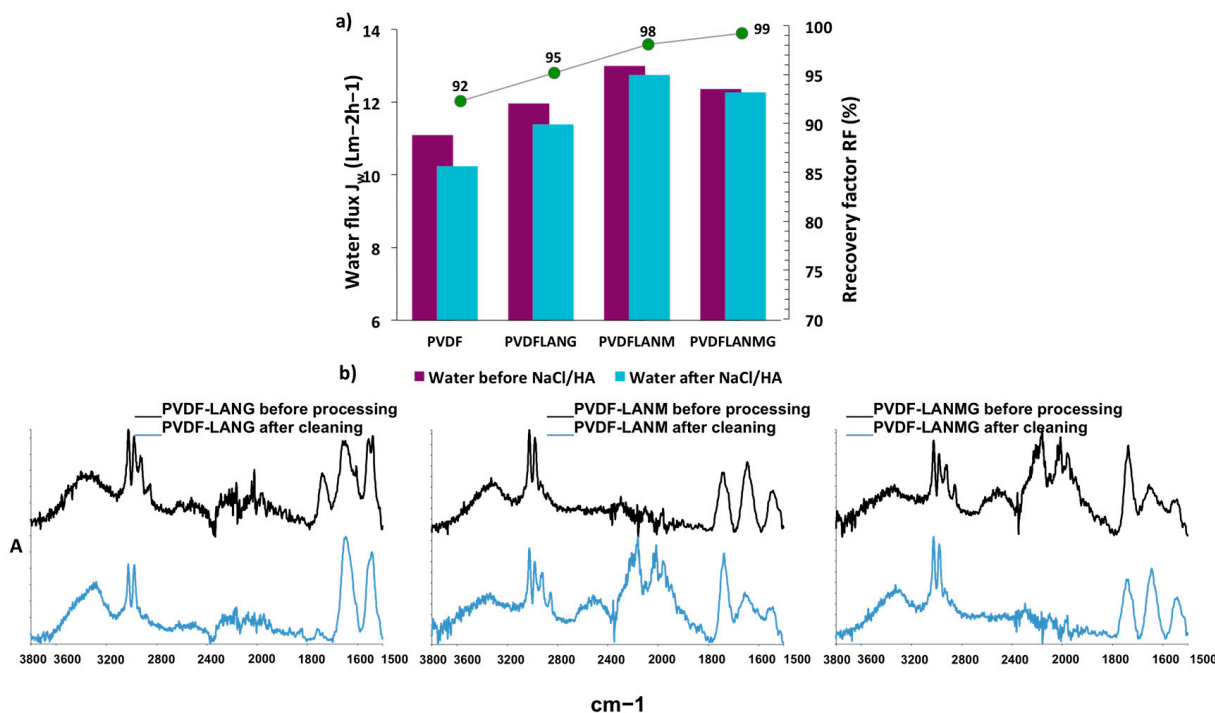 a)
14
12
10
8
6
Water flux Jw (Lm−2h−1)
92
95
98
99
100
95
90
85
80
75
70
Rrecovery factor RF (%)
PVDF
PVDFLANG
PVDFLANM
PVDFLANMG
Water before NaCl/HA
Water after NaCl/HA
b)
PVDF-LANG before processing
PVDF-LANG after cleaning
PVDF-LANM before processing
PVDF-LANM after cleaning
PVDF-LANMG before processing
PVDF-LANMG after cleaning
A
3800 3600 2800 2400 2000 1600 1500
3800 3600 2800 2400 2000 1600 1500
3800 3200 2800 2400 2000 1600 1500
cm−1